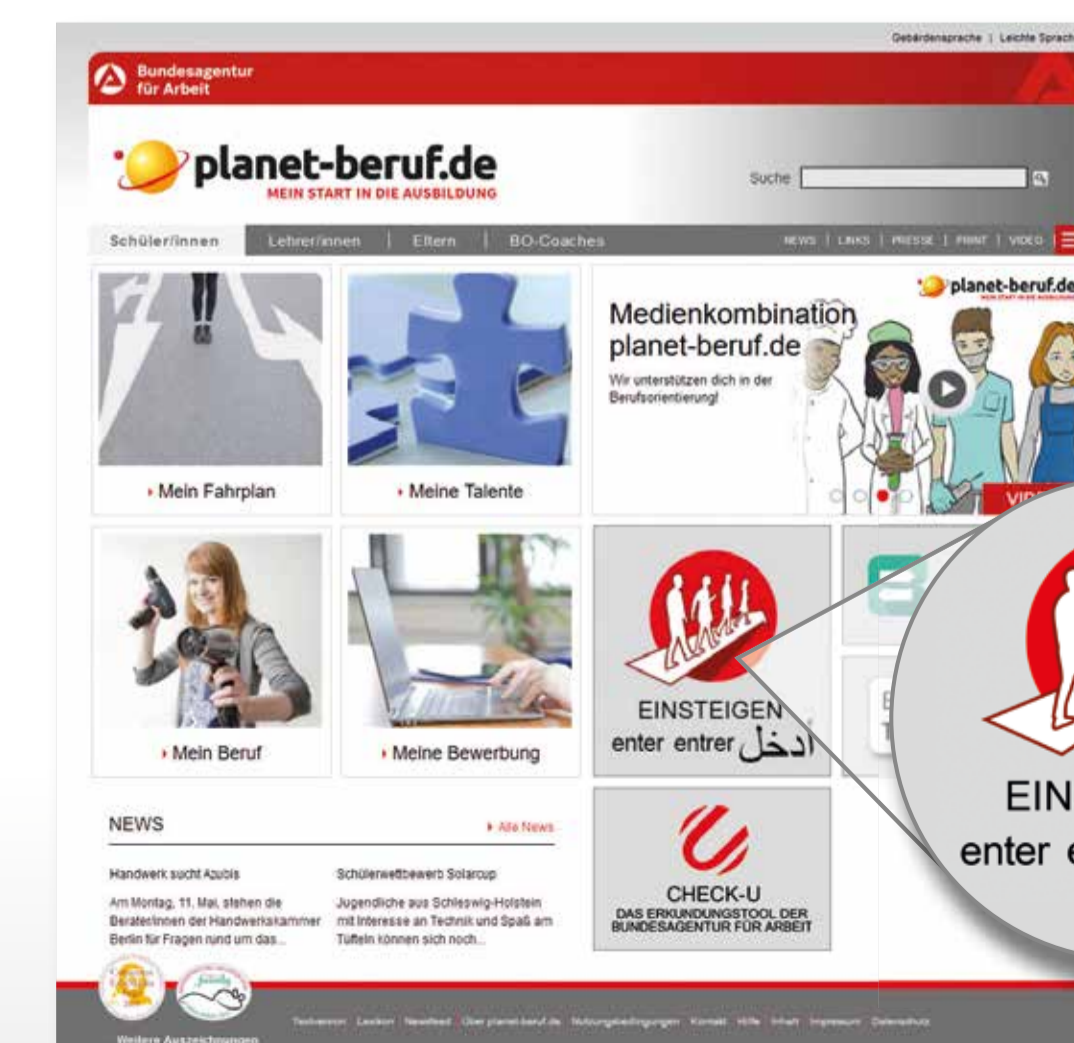 Gebärdensprache | Leichte Sprach
Bundesagentur
für Arbeit
planet-beruf.de
MEIN START IN DIE AUSBILDUNG
Suche
Schüler/innen | Lehrer/innen | Eltern | BO-Coaches
NEWS | LINKS | PRESSE | PRINT | VIDEO
planet-beruf.de
Medienkombination
planet-beruf.de
Wir unterstützen dich in der
Berufsorientierung!
Mein Fahrplan
Meine Talente
Mein Beruf
Meine Bewerbung
EINSTEIGEN
enter entrer أدخل
EIN
enter e
CHECK-U
DAS ERKUNDUNGSTOOL DER
BUNDESAGENTUR FÜR ARBEIT
NEWS
Alle News
Handwerk sucht Azubis
Am Montag, 11. Mai, stehen die
Berater/innen der Handwerkskammer
Berlin für Fragen rund um das...
Schülerwettbewerb Solarcup
Jugendliche aus Schleswig-Holstein
mit Interesse an Technik und Spaß am
Tüfteln können sich noch...
Textversion Lexikon Newsfeed Über planet-beruf.de Nutzungsbedingungen Kontakt Hilfe Inhalt Impressum Datenschutz
Weitere Auszeichnungen